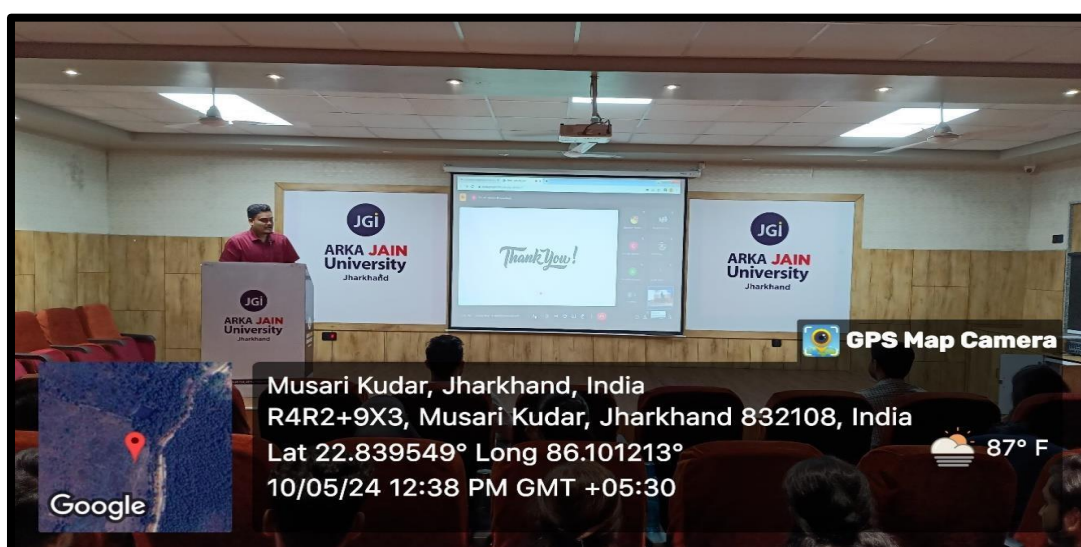 JGi
ARKA JAIN
University
Jharkhand
Thank You!
JGi
ARKA JAIN
University
Jharkhand
JGi
ARKA JAIN
University
Jharkhand
GPS Map Camera
Musari Kudar, Jharkhand, India
R4R2+9X3, Musari Kudar, Jharkhand 832108, India
Lat 22.839549° Long 86.101213°
10/05/24 12:38 PM GMT +05:30
87° F
Google